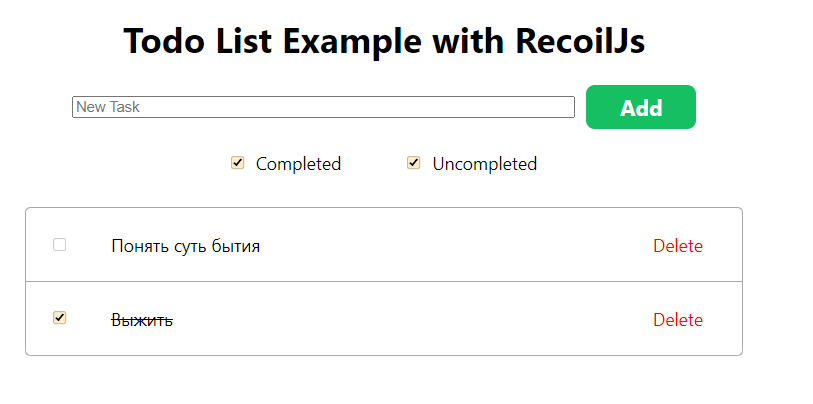 Todo List Example with RecoilJs
New Task Add
Completed Uncompleted
Понять суть бытия Delete
Выжить Delete